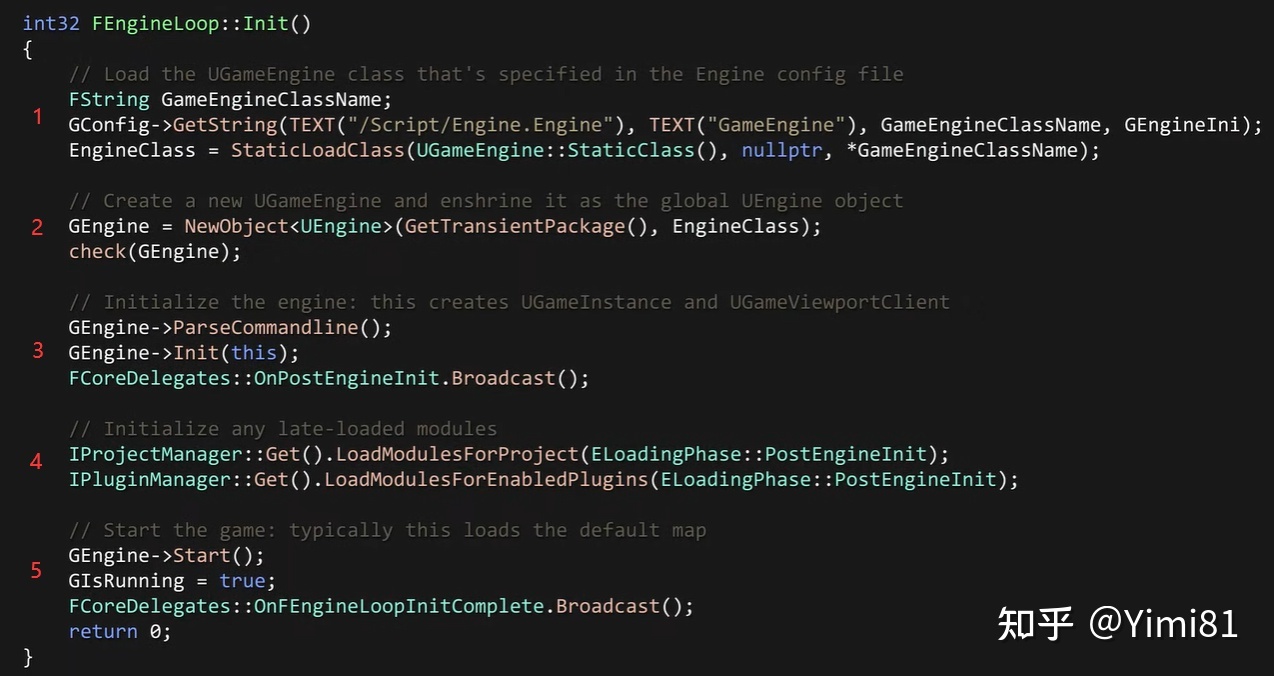 int32 FEngineLoop::Init()
{
// Load the UGameEngine class that's specified in the Engine config file
FString GameEngineClassName;
1 GConfig->GetString(TEXT("/Script/Engine.Engine"), TEXT("GameEngine"), GameEngineClassName, GEngineIni);
EngineClass = StaticLoadClass(UGameEngine::StaticClass(), nullptr, *GameEngineClassName);
// Create a new UGameEngine and enshrine it as the global UEngine object
2 GEngine = NewObject<UEngine>(GetTransientPackage(), EngineClass);
check(GEngine);
// Initialize the engine: this creates UGameInstance and UGameViewportClient
GEngine->ParseCommandline();
3 GEngine->Init(this);
FCoreDelegates::OnPostEngineInit.Broadcast();
// Initialize any late-loaded modules
4 IProjectManager::Get().LoadModulesForProject(ELoadingPhase::PostEngineInit);
IPluginManager::Get().LoadModulesForEnabledPlugins(ELoadingPhase::PostEngineInit);
// Start the game: typically this loads the default map
GEngine->Start();
5 GIsRunning = true;
FCoreDelegates::OnFEngineLoopInitComplete.Broadcast();
return 0;
}
知乎 @Yimi81